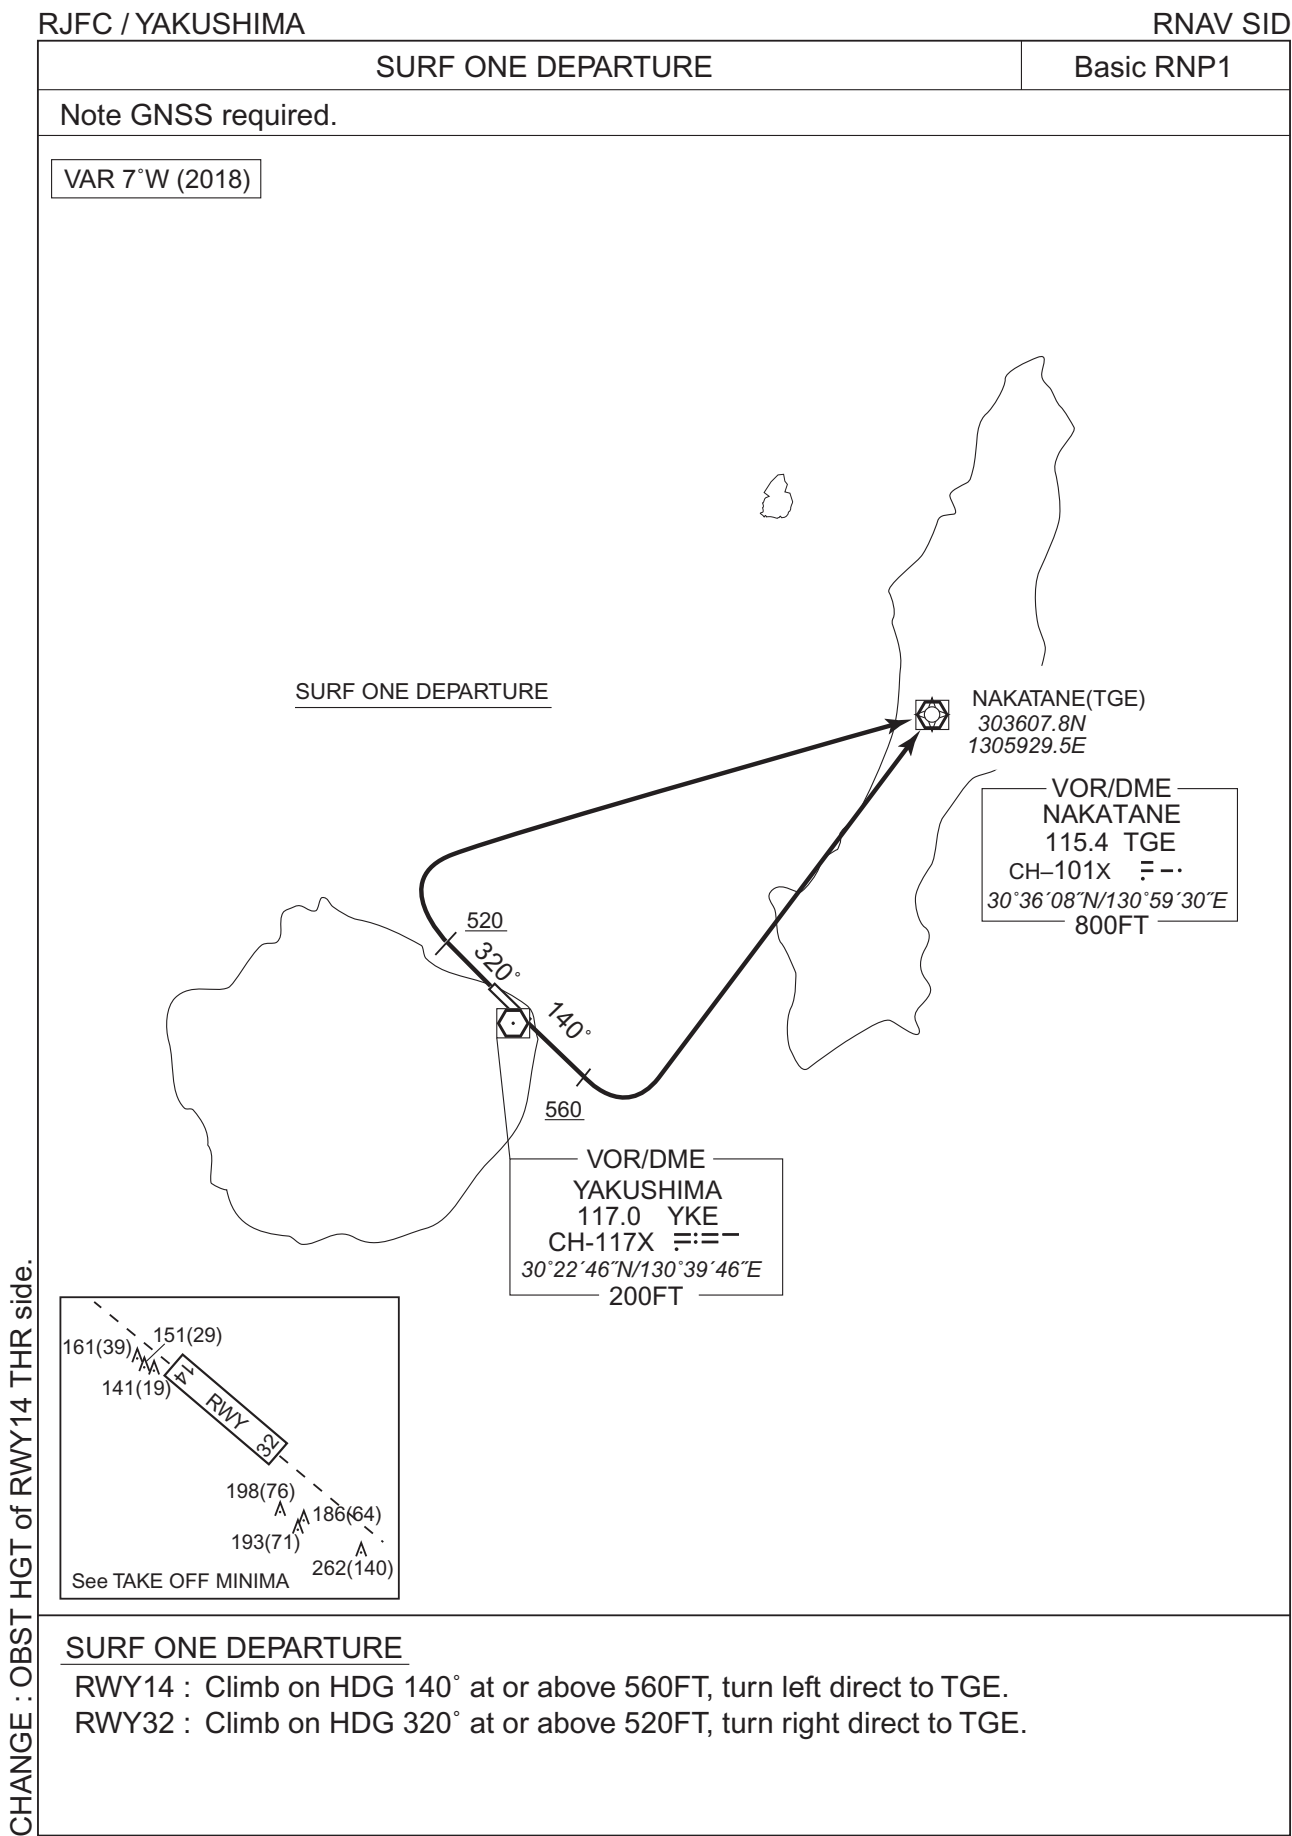 RJFC / YAKUSHIMA
RNAV SID
SURF ONE DEPARTURE
Basic RNP1
Note GNSS required.
VAR 7˚W (2018)
SURF ONE DEPARTURE
NAKATANE(TGE)
303607.8N
1305929.5E
VOR/DME
NAKATANE
115.4 TGE
CH–101X
30˚36´08˝N/130˚59´30˝E
800FT
520
320˚
140˚
560
VOR/DME
YAKUSHIMA
117.0 YKE
CH-117X
30˚22´46˝N/130˚39´46˝E
200FT
161(39)
151(29)
141(19)
14
RWY
32
198(76)
186(64)
193(71)
262(140)
See TAKE OFF MINIMA
SURF ONE DEPARTURE
RWY14 : Climb on HDG 140˚ at or above 560FT, turn left direct to TGE.
RWY32 : Climb on HDG 320˚ at or above 520FT, turn right direct to TGE.
CHANGE : OBST HGT of RWY14 THR side.